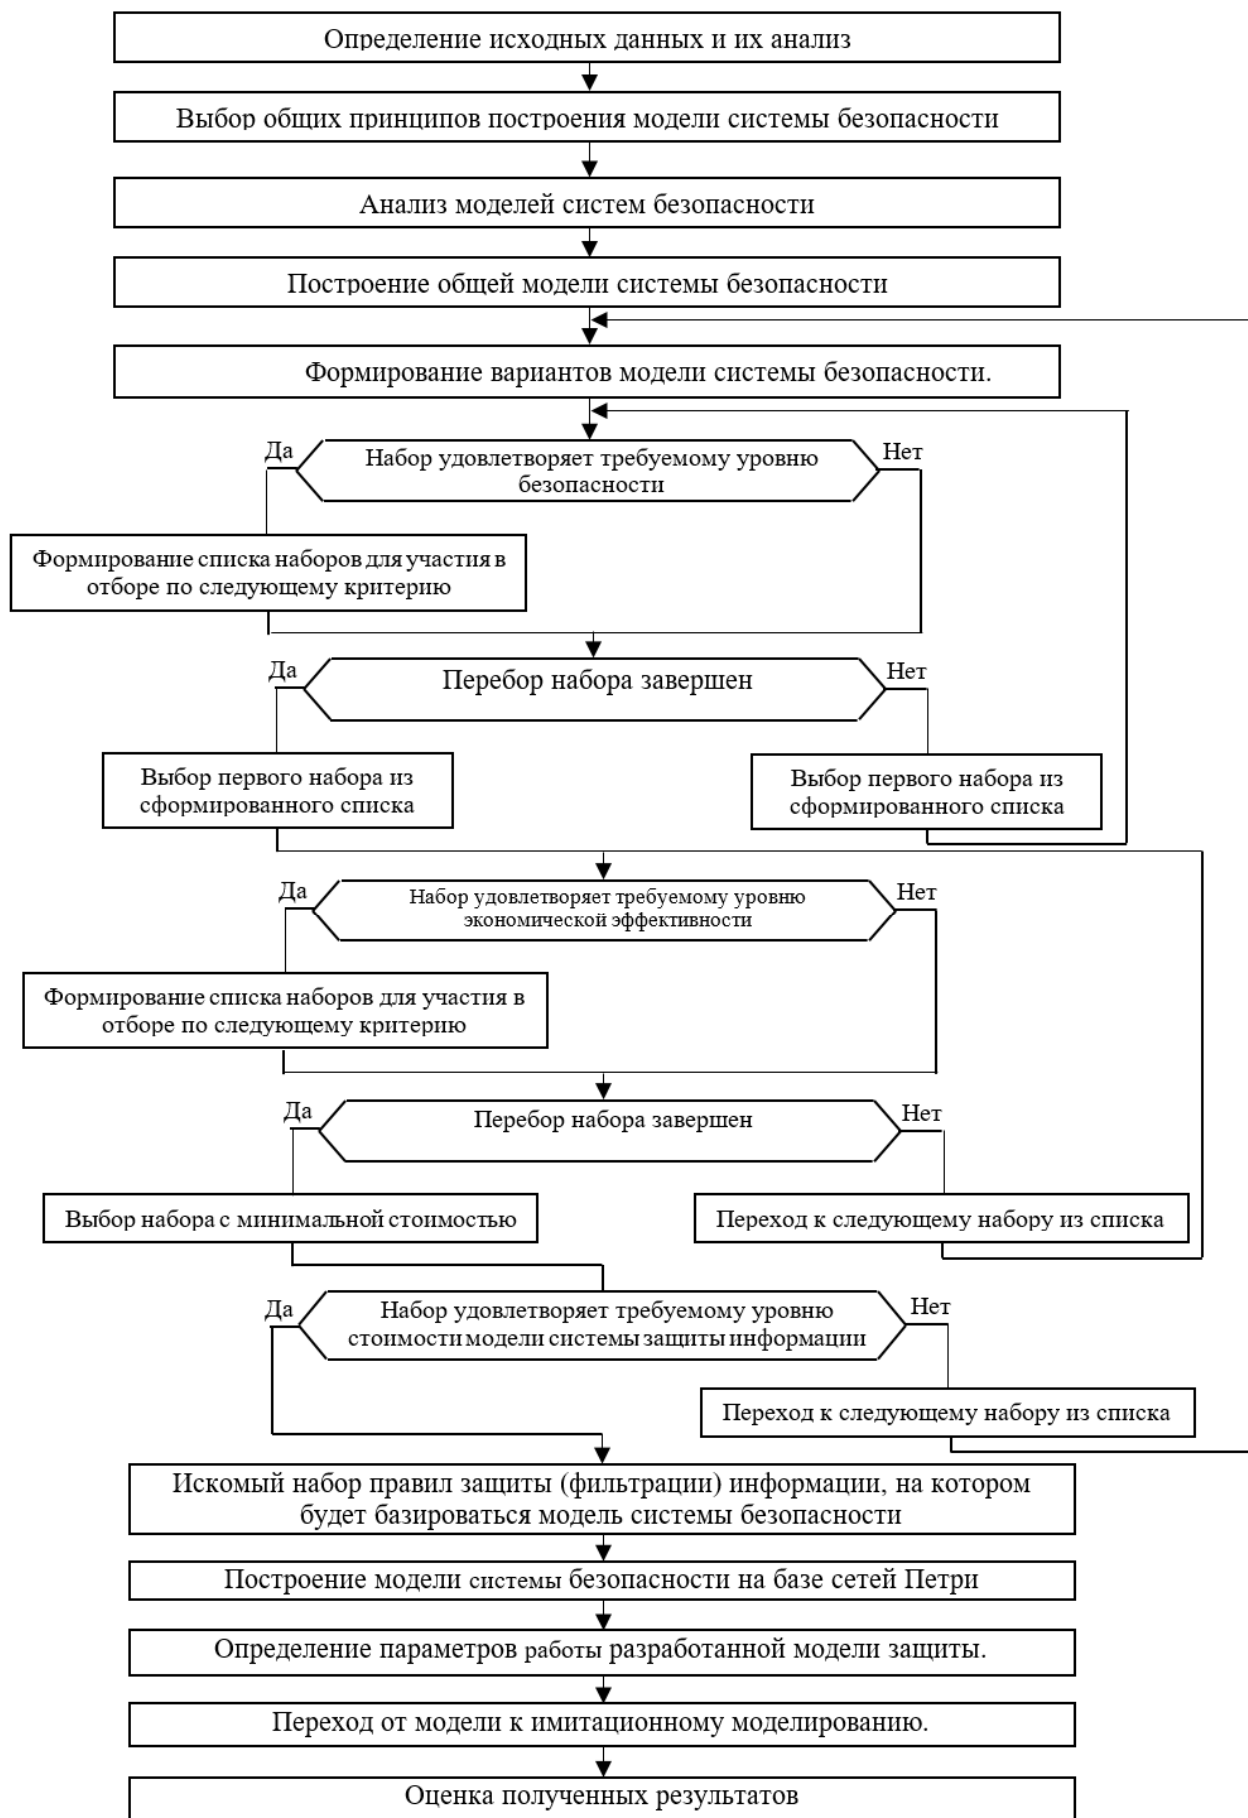 Определение исходных данных и их анализ
Выбор общих принципов построения модели системы безопасности
Анализ моделей систем безопасности
Построение общей модели системы безопасности
Формирование вариантов модели системы безопасности.
Да
Набор удовлетворяет требуемому уровню
безопасности
Нет
Формирование списка наборов для участия в
отборе по следующему критерию
Да
Перебор набора завершен
Нет
Выбор первого набора из
сформированного списка
Выбор первого набора из
сформированного списка
Да
Набор удовлетворяет требуемому уровню
экономической эффективности
Нет
Формирование списка наборов для участия в
отборе по следующему критерию
Да
Перебор набора завершен
Нет
Выбор набора с минимальной стоимостью
Переход к следующему набору из списка
Да
Набор удовлетворяет требуемому уровню
стоимости модели системы защиты информации
Нет
Переход к следующему набору из списка
Искомый набор правил защиты (фильтрации) информации, на котором
будет базироваться модель системы безопасности
Построение модели системы безопасности на базе сетей Петри
Определение параметров работы разработанной модели защиты.
Переход от модели к имитационному моделированию.
Оценка полученных результатов